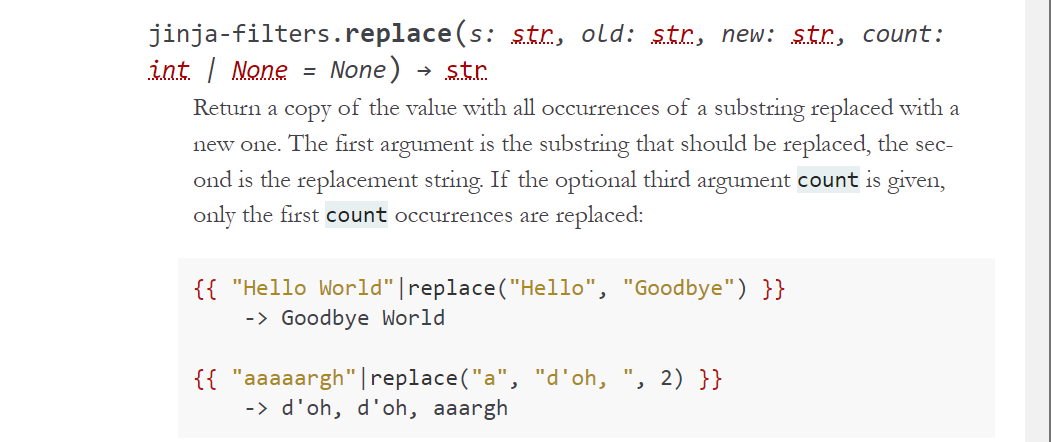 jinja-filters.replace(s: str, old: str, new: str, count:
int | None = None) → str
Return a copy of the value with all occurrences of a substring replaced with a
new one. The first argument is the substring that should be replaced, the sec-
ond is the replacement string. If the optional third argument count is given,
only the first count occurrences are replaced:
{{ "Hello World"|replace("Hello", "Goodbye") }}
    -> Goodbye World
{{ "aaaaargh"|replace("a", "d'oh, ", 2) }}
    -> d'oh, d'oh, aaargh